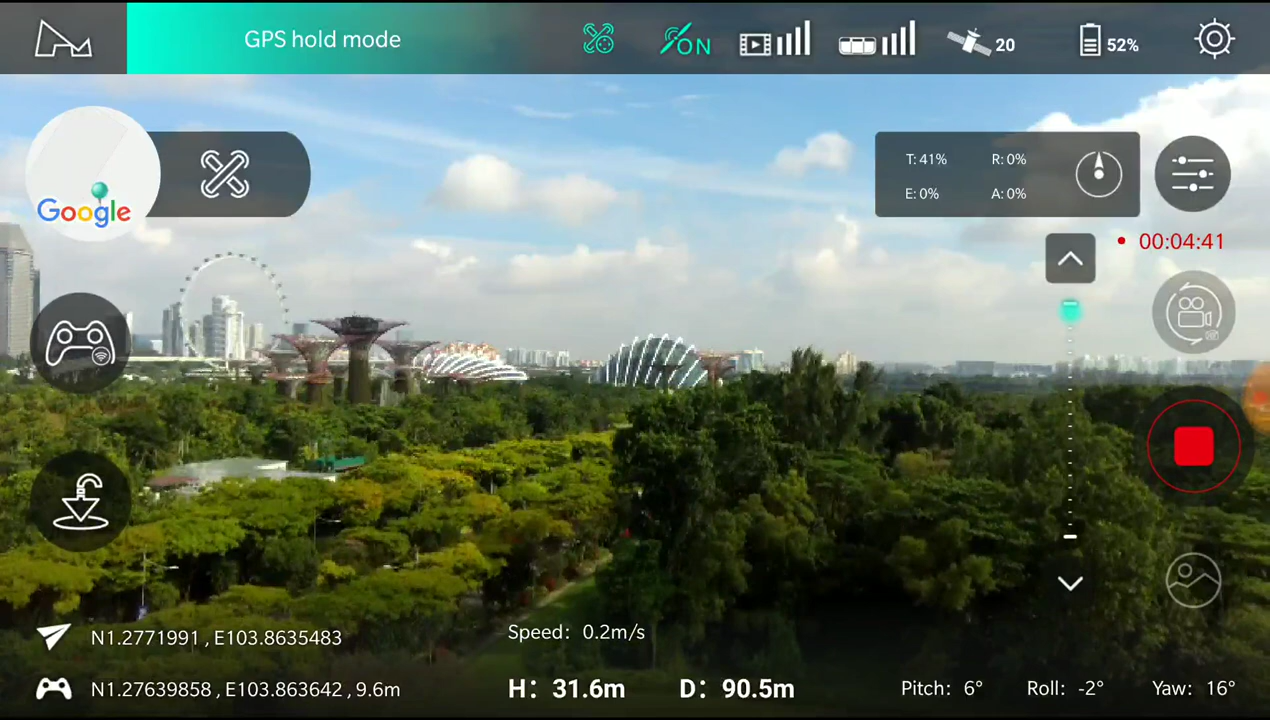 GPS hold mode
ON
20
52%
Google
T: 41% R: 0%
E: 0% A: 0%
00:04:41
N1.2771991 , E103.8635483
Speed: 0.2m/s
N1.27639858 , E103.863642 , 9.6m
H: 31.6m D: 90.5m
Pitch: 6° Roll: -2° Yaw: 16°